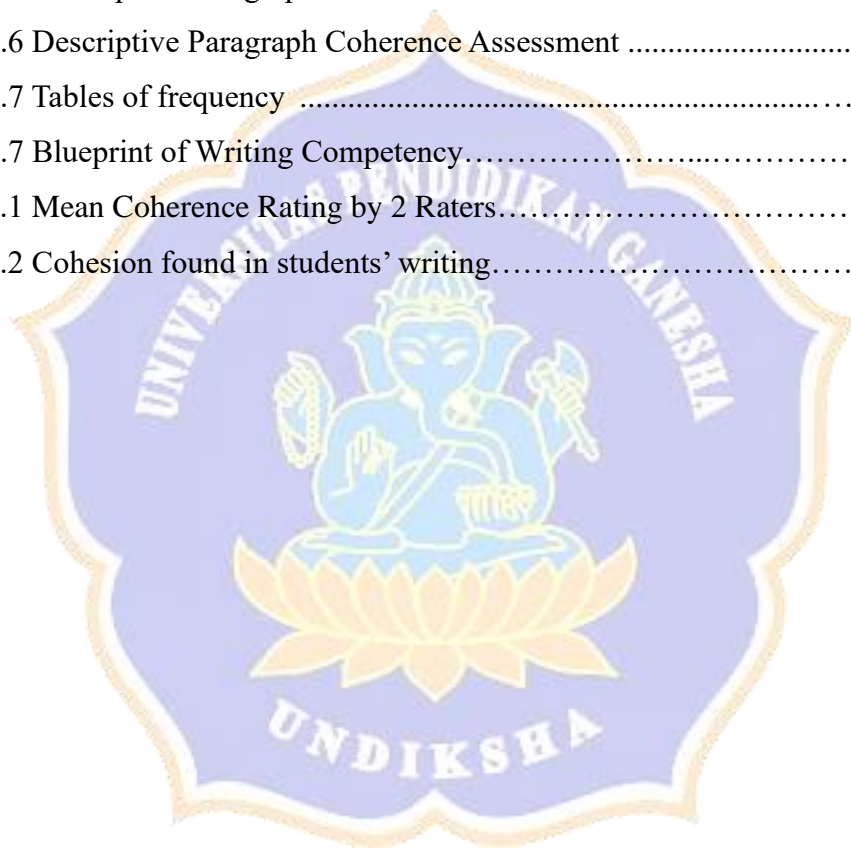 .6 Descriptive Paragraph Coherence Assessment ............................
.7 Tables of frequency ..................................................................…
.7 Blueprint of Writing Competency…………………...…………
.1 Mean Coherence Rating by 2 Raters……………………………
.2 Cohesion found in students’ writing……………………………
UNIVERSITAS PENDIDIKAN GANESHA
UNDIKSHA